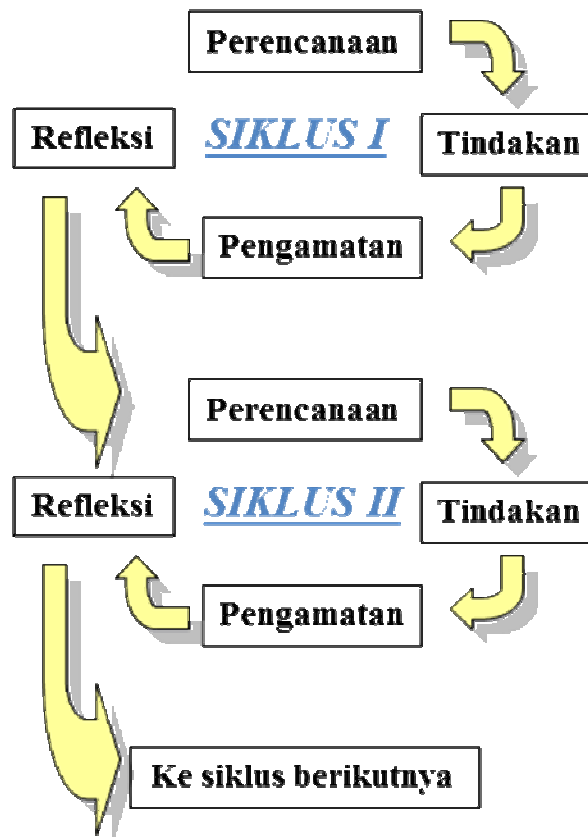 Perencanaan
Refleksi
SIKLUS I
Tindakan
Pengamatan
Perencanaan
Refleksi
SIKLUS II
Tindakan
Pengamatan
Ke siklus berikutnya